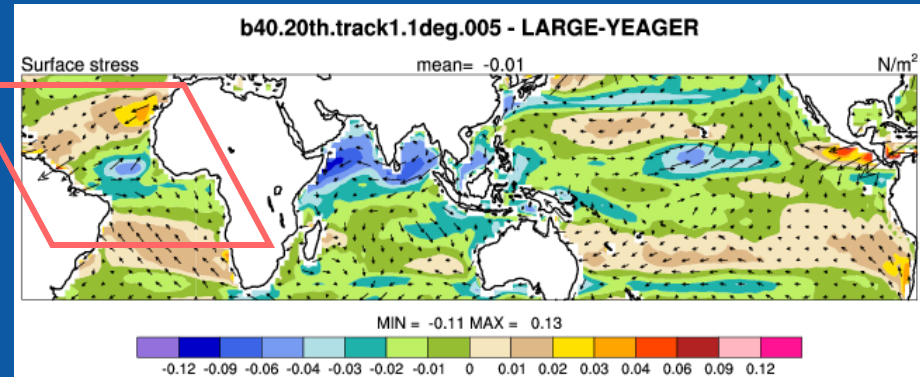 b40.20th.track1.1deg.005 - LARGE-YEAGER
Surface stress mean= -0.01 N/m²
MIN = -0.11 MAX = 0.13
-0.12 -0.09 -0.06 -0.04 -0.03 -0.02 -0.01 0 0.01 0.02 0.03 0.04 0.06 0.09 0.12